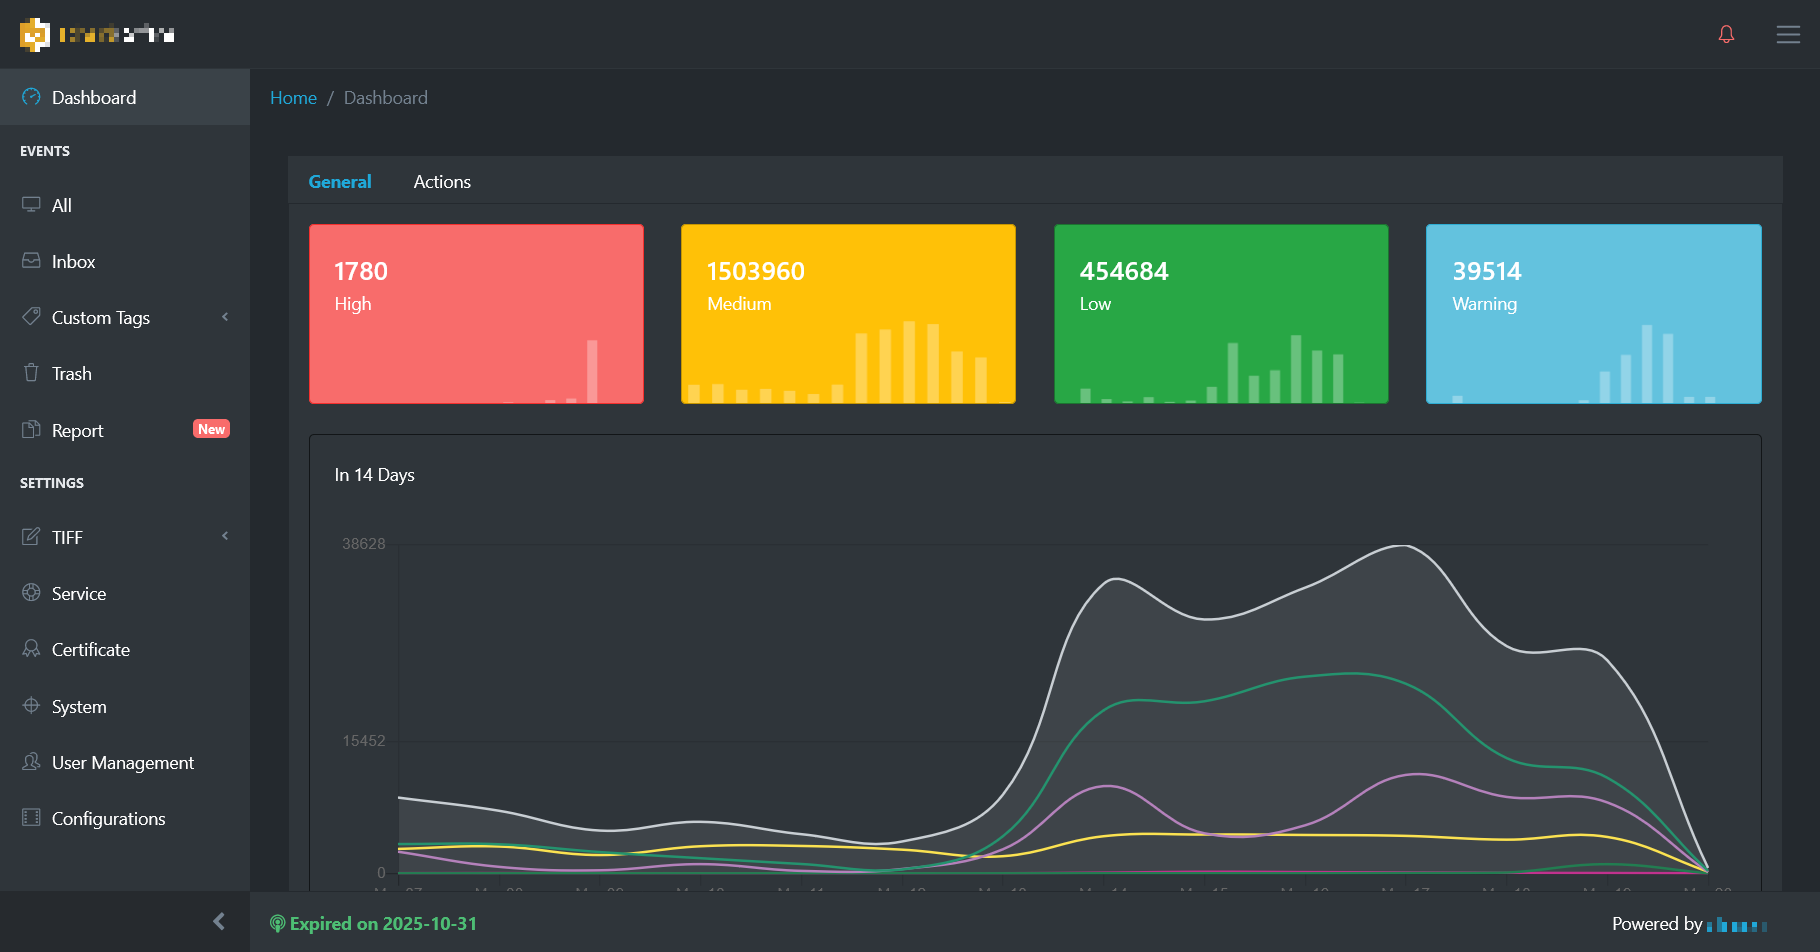 Dashboard
Home / Dashboard
EVENTS
All
Inbox
Custom Tags
Trash
Report New
SETTINGS
TIFF
Service
Certificate
System
User Management
Configurations
General Actions
1780
High
1503960
Medium
454684
Low
39514
Warning
In 14 Days
38628
15452
0
Expired on 2025-10-31
Powered by